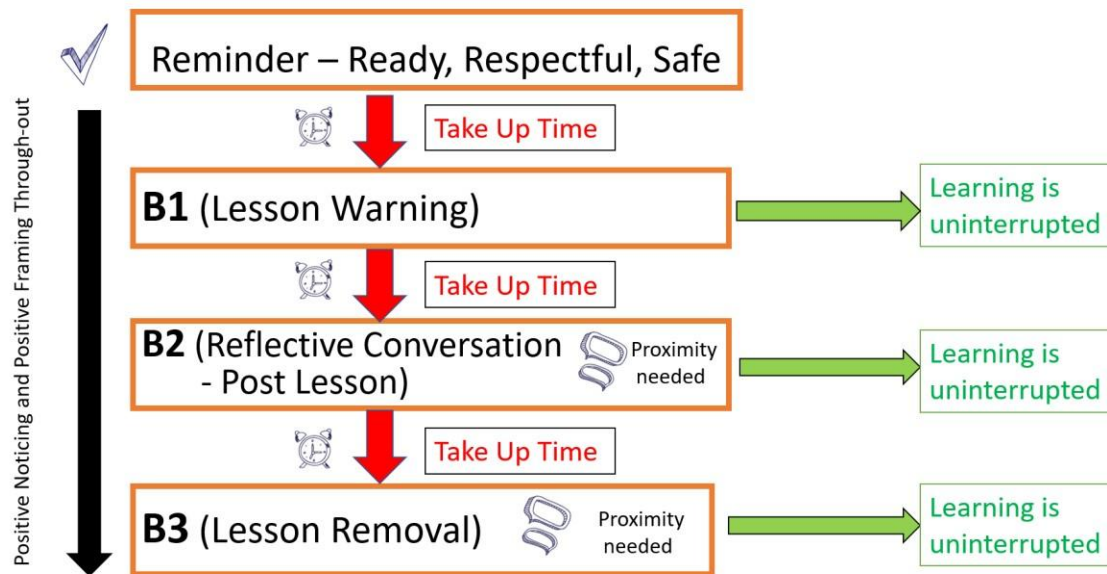 Positive Noticing and Positive Framing Through-out
Reminder – Ready, Respectful, Safe
Take Up Time
B1 (Lesson Warning)
Learning is
uninterrupted
Take Up Time
B2 (Reflective Conversation
- Post Lesson)
Proximity
needed
Learning is
uninterrupted
Take Up Time
B3 (Lesson Removal)
Proximity
needed
Learning is
uninterrupted